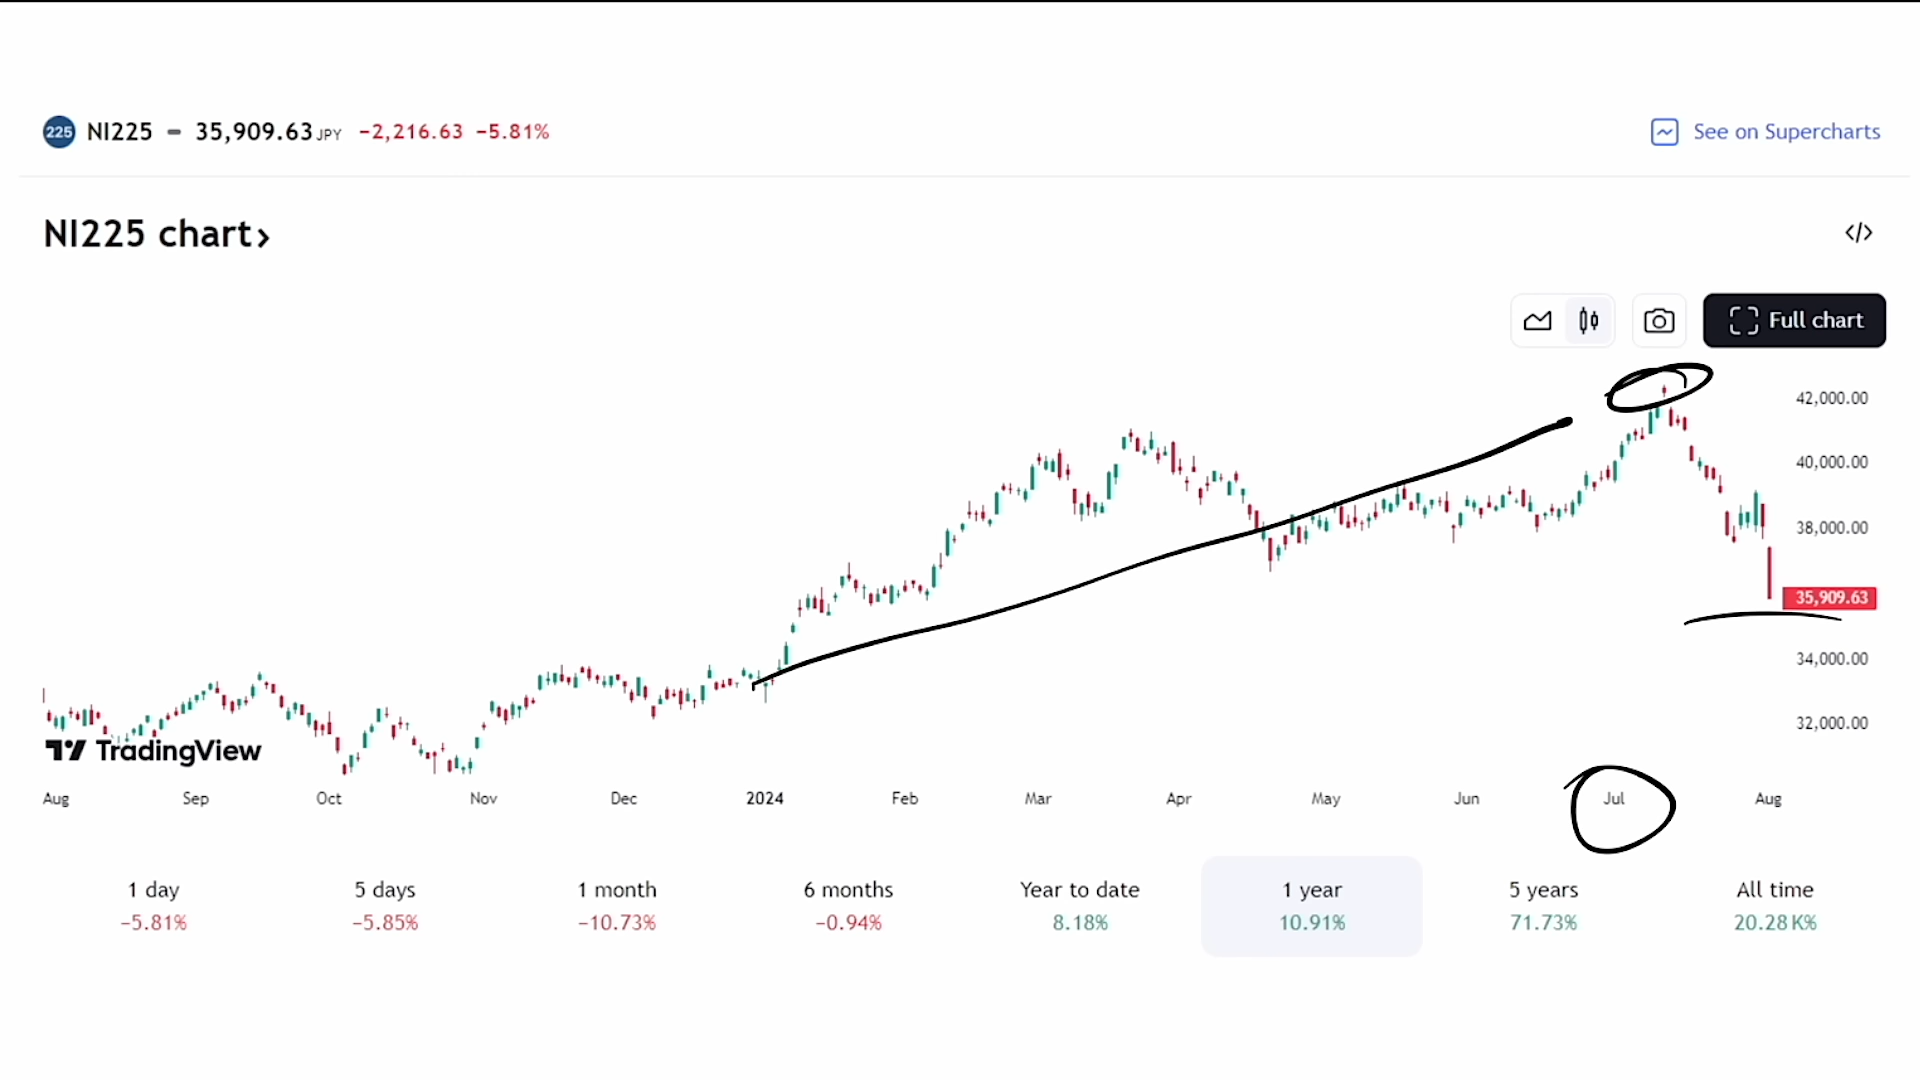 225 NI225 35,909.63 JPY −2,216.63 −5.81% See on Supercharts
NI225 chart›
</>
Full chart
42,000.00
40,000.00
38,000.00
35,909.63
34,000.00
32,000.00
TradingView
Aug Sep Oct Nov Dec 2024 Feb Mar Apr May Jun Jul Aug
1 day 5 days 1 month 6 months Year to date 1 year 5 years All time
−5.81% −5.85% −10.73% −0.94% 8.18% 10.91% 71.73% 20.28K%